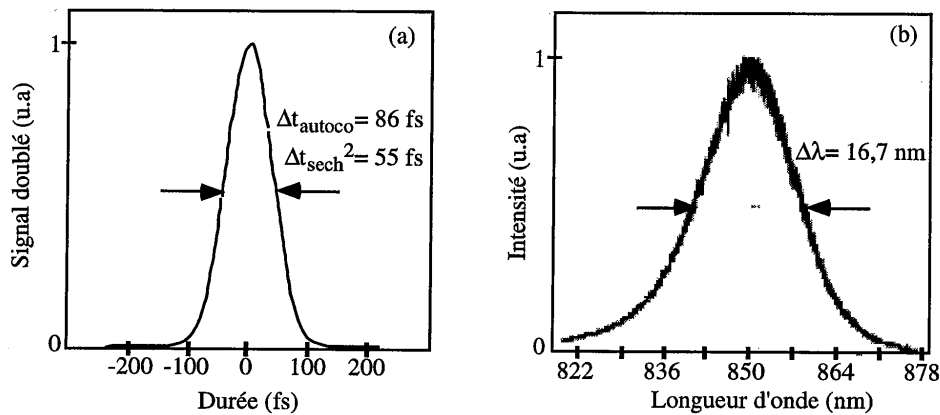 (a)
1
Δt_autoco= 86 fs
Δt_sech²= 55 fs
Signal doublé (u.a)
0
-200 -100 0 100 200
Durée (fs)
(b)
1
Δλ= 16,7 nm
Intensité (u.a)
0
822 836 850 864 878
Longueur d'onde (nm)